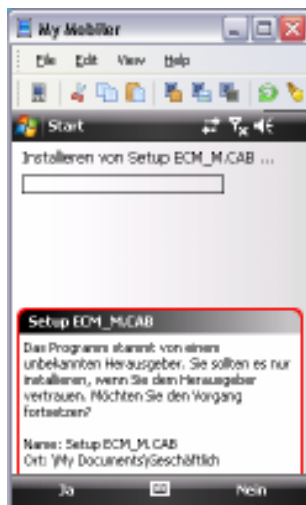 My Mobiler
File Edit View Help
Start
Installieren von Setup ECM_M.CAB ...
Setup ECM_M.CAB
Das Programm stammt von einem
unbekannten Herausgeber. Sie sollten es nur
installieren, wenn Sie dem Herausgeber
vertrauen. Möchten Sie den Vorgang
fortsetzen?
Name: Setup ECM_M.CAB
Ort: \My Documents\Geschäftlich
Ja Nein